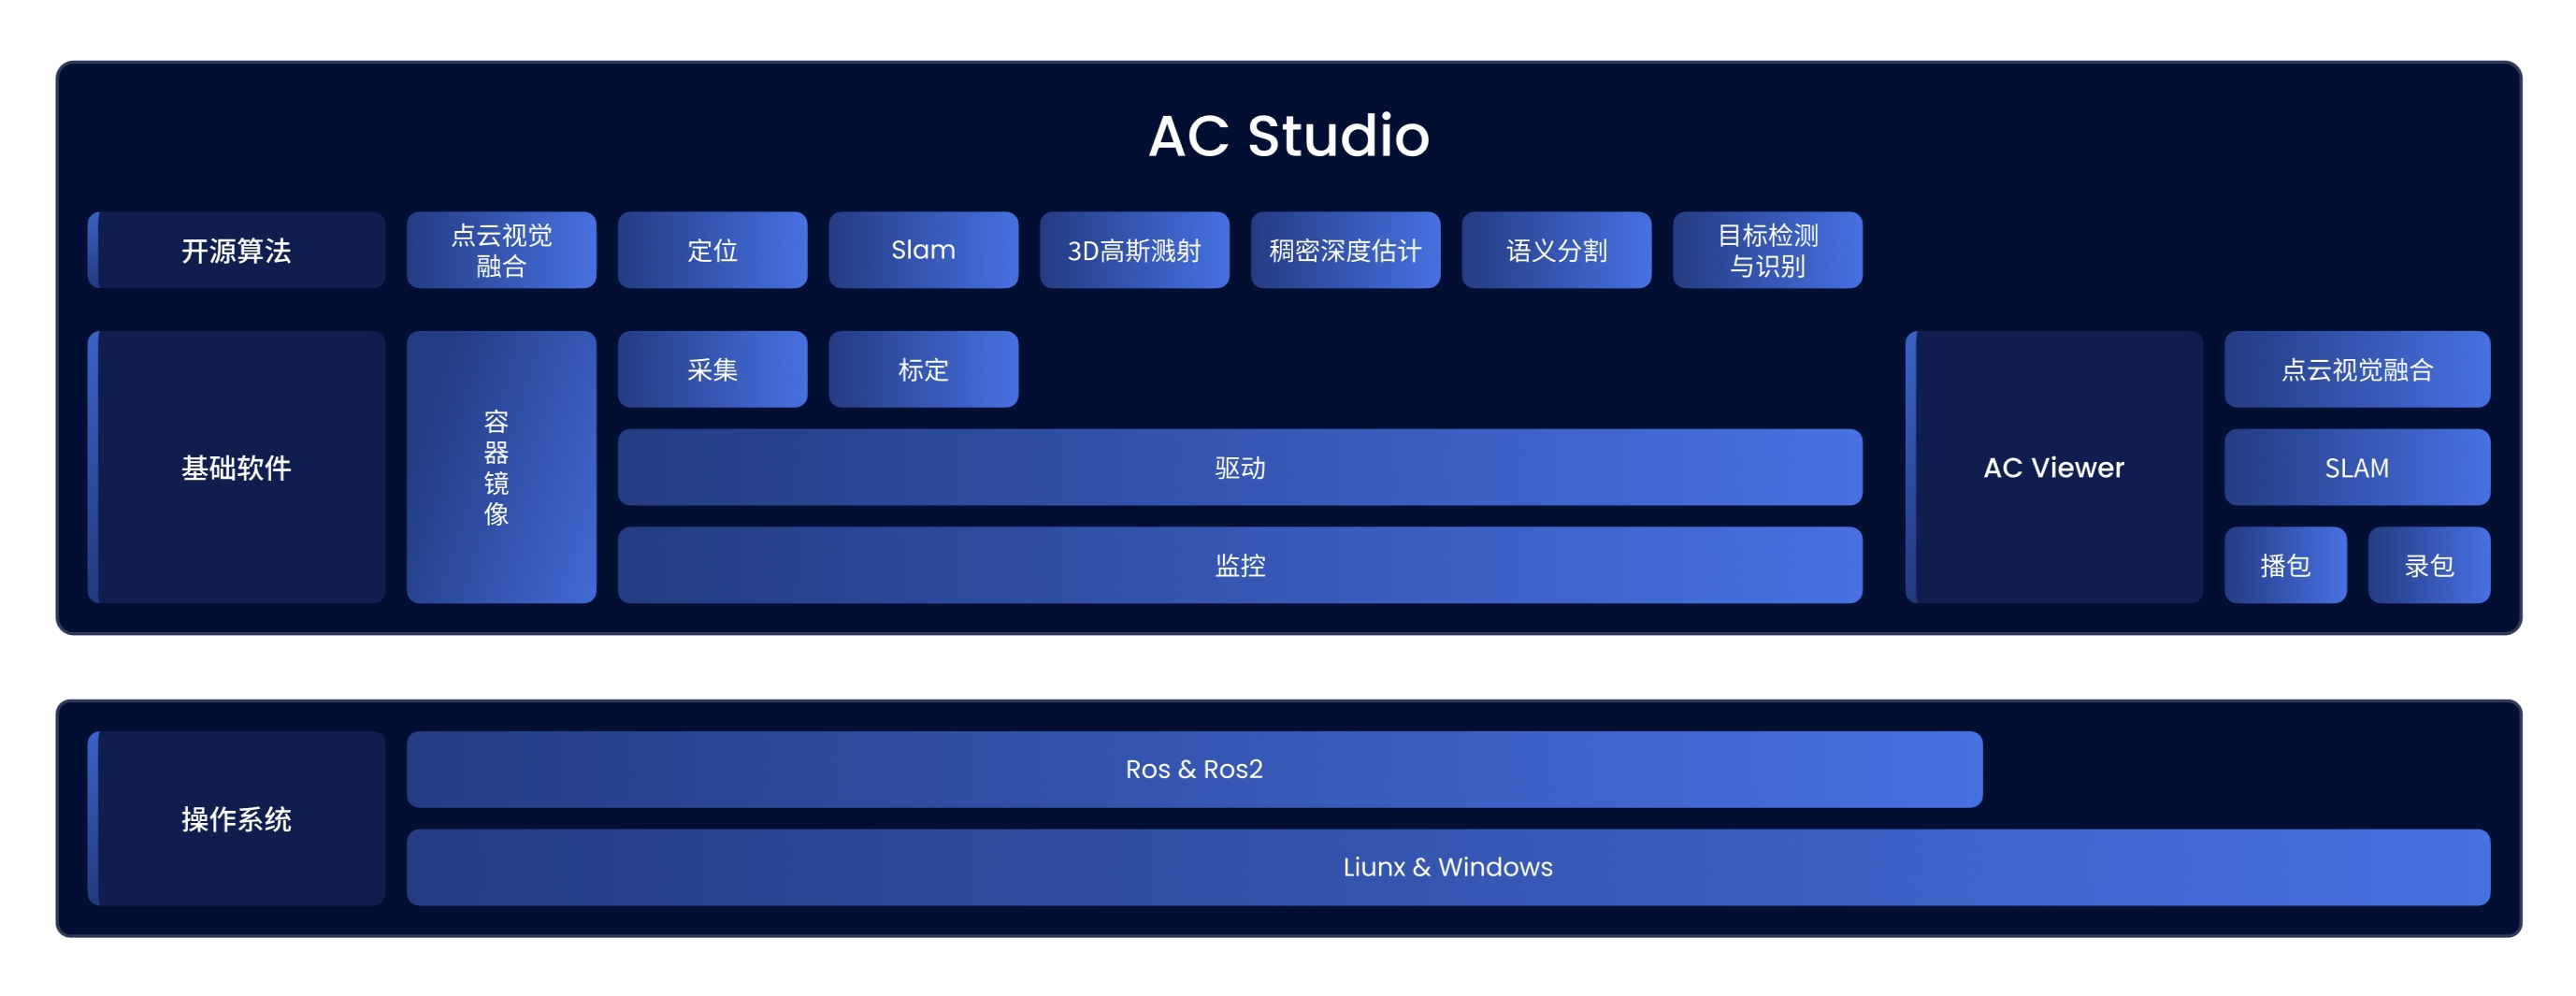 AC Studio
开源算法
点云视觉
融合
定位
Slam
3D高斯溅射
稠密深度估计
语义分割
目标检测
与识别
基础软件
容
器
镜
像
采集
标定
驱动
监控
AC Viewer
点云视觉融合
SLAM
播包
录包
操作系统
Ros & Ros2
Liunx & Windows